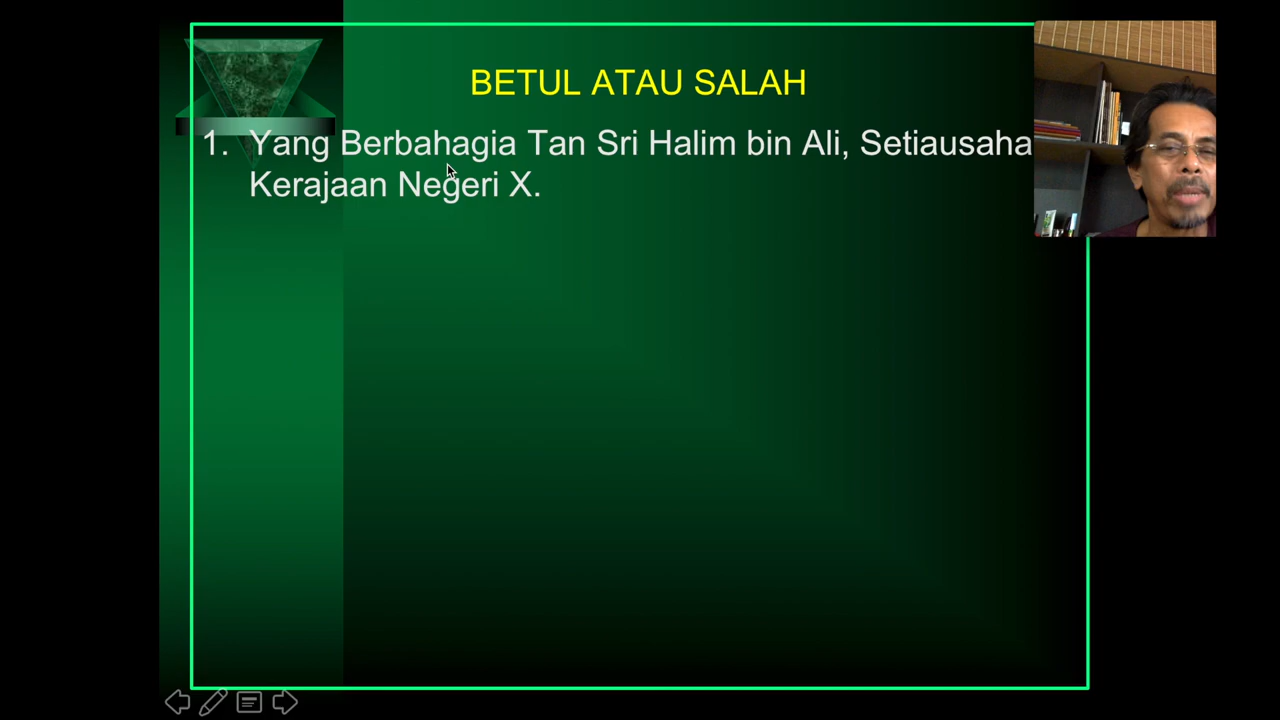 BETUL ATAU SALAH
1. Yang Berbahagia Tan Sri Halim bin Ali, Setiausaha
Kerajaan Negeri X.